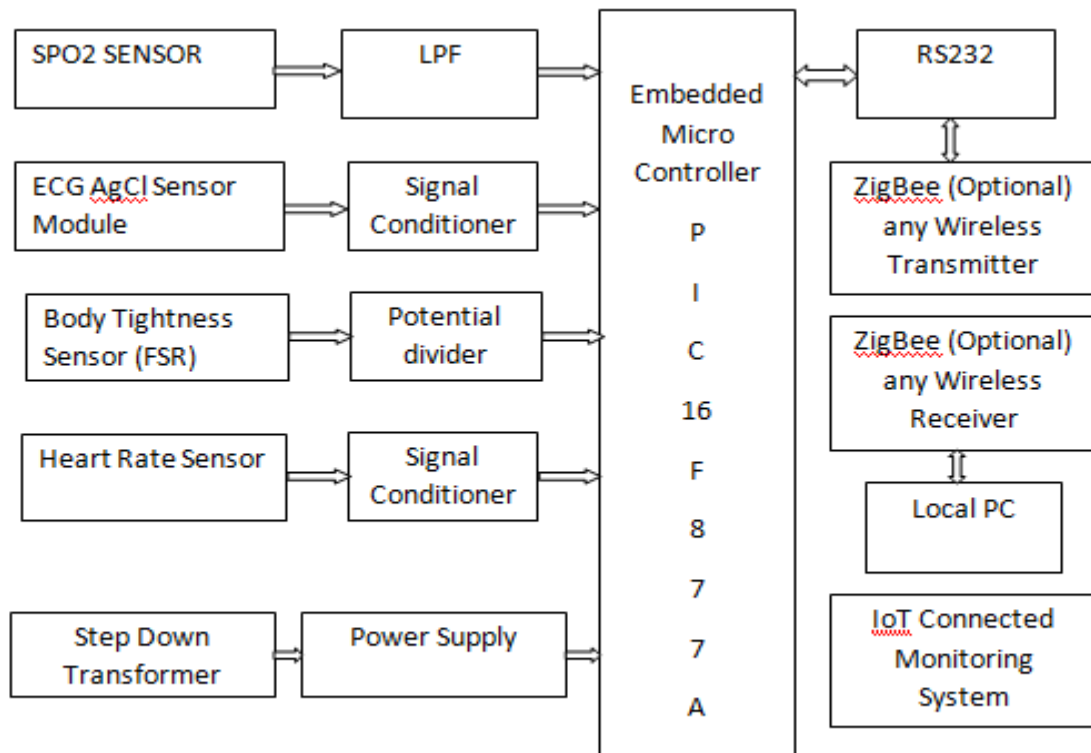 SPO2 SENSOR
LPF
ECG AgCl Sensor
Module
Signal
Conditioner
Body Tightness
Sensor (FSR)
Potential
divider
Heart Rate Sensor
Signal
Conditioner
Step Down
Transformer
Power Supply
Embedded
Micro
Controller
P
I
C
16
F
8
7
7
A
RS232
ZigBee (Optional)
any Wireless
Transmitter
ZigBee (Optional)
any Wireless
Receiver
Local PC
IoT Connected
Monitoring
System